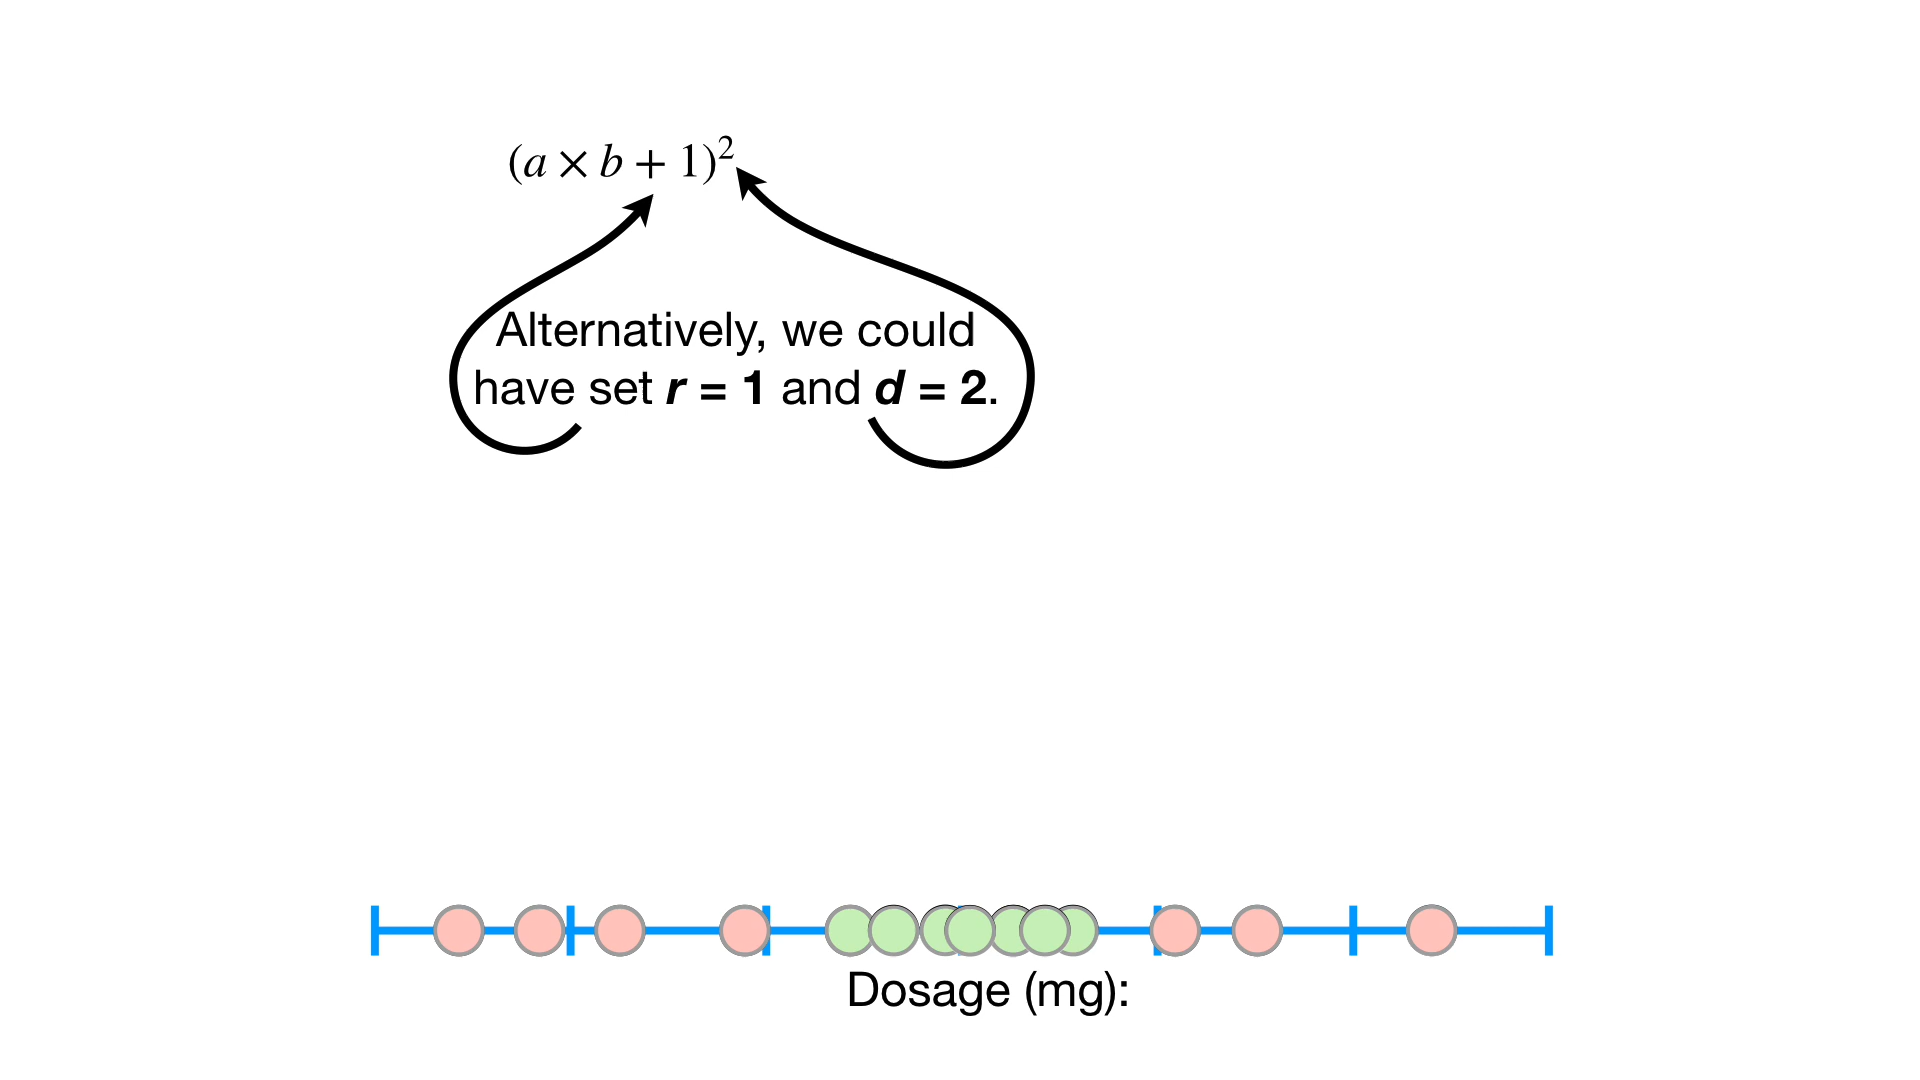 (a × b + 1)²
Alternatively, we could
have set r = 1 and d = 2.
Dosage (mg):